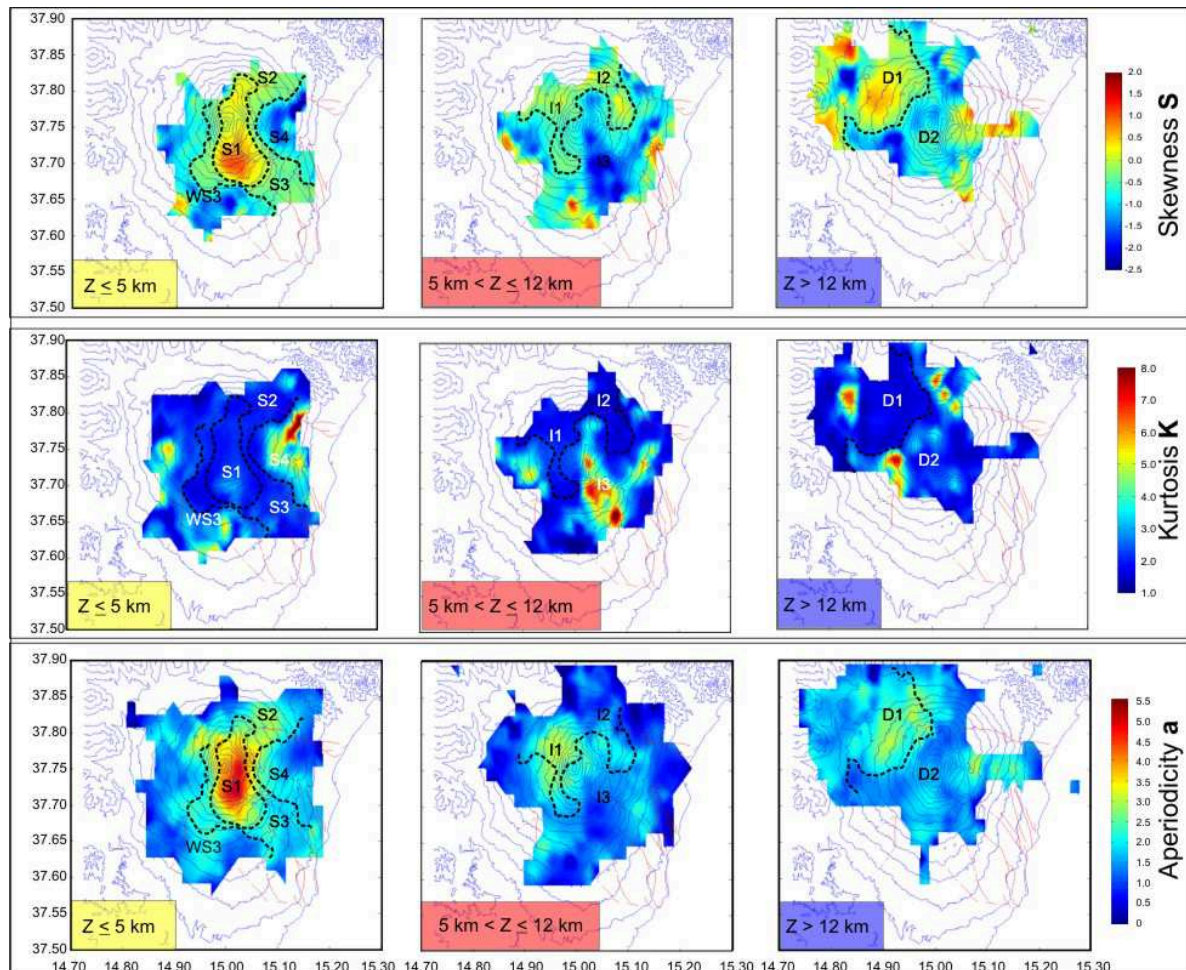 37.90
37.85
37.80
37.75
37.70
37.65
37.60
37.50
S2
S4
S1
S3
WS3
Z ≤ 5 km
I2
I1
I3
5 km < Z ≤ 12 km
D1
D2
Z > 12 km
2.0
1.5
1.0
0.5
0.0
-0.5
-1.0
-1.5
-2.0
-2.5
Skewness S
37.90
37.85
37.80
37.75
37.70
37.65
37.60
37.55
37.50
S2
S4
S1
S3
WS3
Z ≤ 5 km
I2
I1
I3
5 km < Z ≤ 12 km
D1
D2
Z > 12 km
8.0
7.0
6.0
5.0
4.0
3.0
2.0
1.0
Kurtosis K
37.90
37.85
37.80
37.75
37.70
37.65
37.60
37.55
37.50
S2
S4
S1
S3
WS3
Z ≤ 5 km
I2
I1
I3
5 km < Z ≤ 12 km
D1
D2
Z > 12 km
5.5
5.0
4.5
4.0
3.5
3.0
2.5
2.0
1.5
1.0
0.5
0
Aperiodicity a
14.70 14.80 14.90 15.00 15.10 15.20 15.30 14.70 14.80 14.90 15.00 15.10 15.20 15.30 14.70 14.80 14.90 15.00 15.10 15.20 15.30